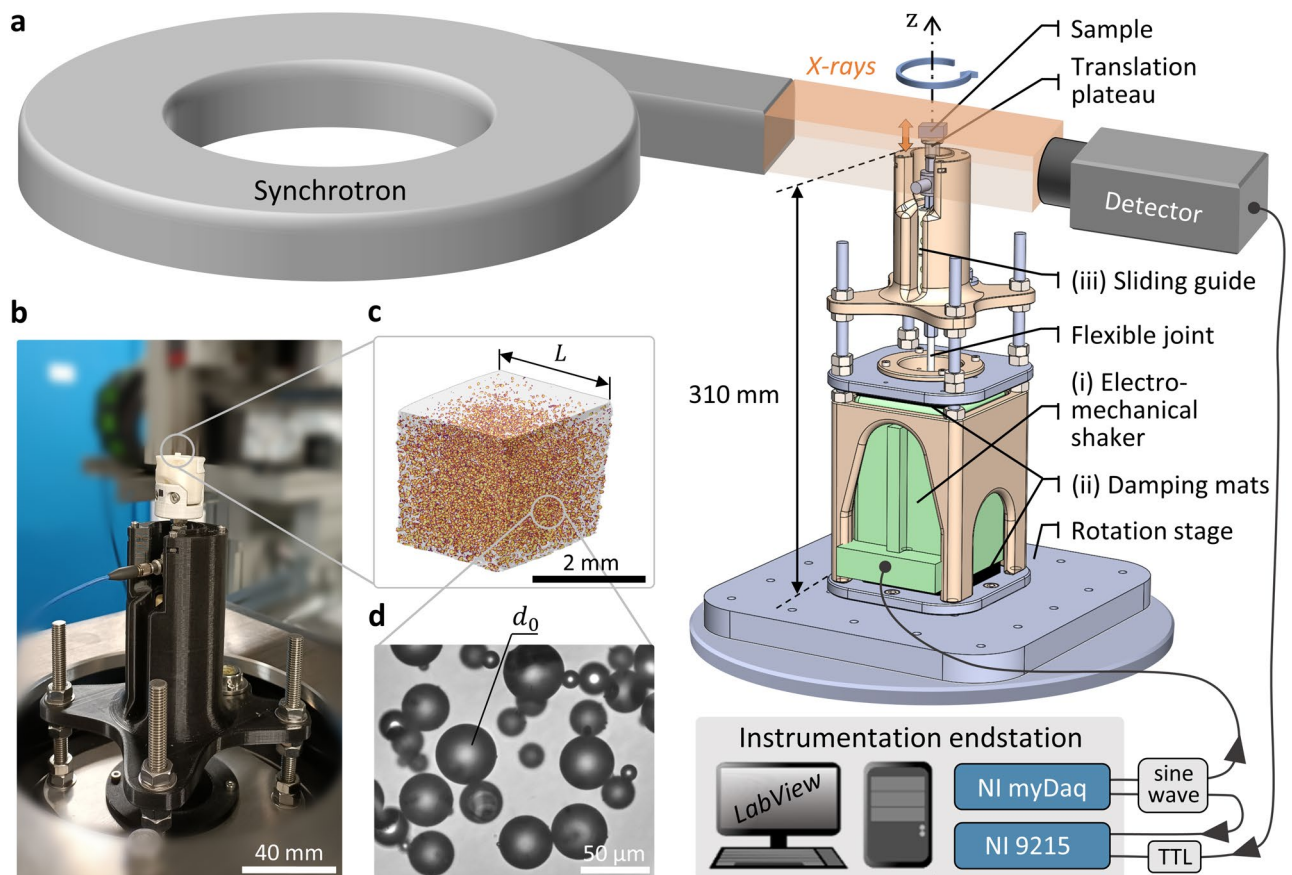 a
Synchrotron
X-rays
z
Sample
Translation
plateau
Detector
(iii) Sliding guide
Flexible joint
(i) Electro-
mechanical
shaker
(ii) Damping mats
Rotation stage
310 mm
b
40 mm
c
L
2 mm
d
d₀
50 µm
Instrumentation endstation
LabView
NI myDaq
sine
wave
NI 9215
TTL